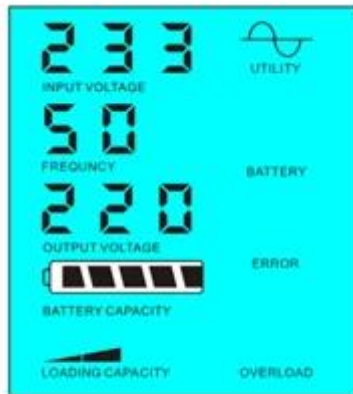 233
INPUT VOLTAGE
UTILITY
50
FREQUNCY
BATTERY
220
OUTPUT VOLTAGE
ERROR
BATTERY CAPACITY
LOADING CAPACITY
OVERLOAD